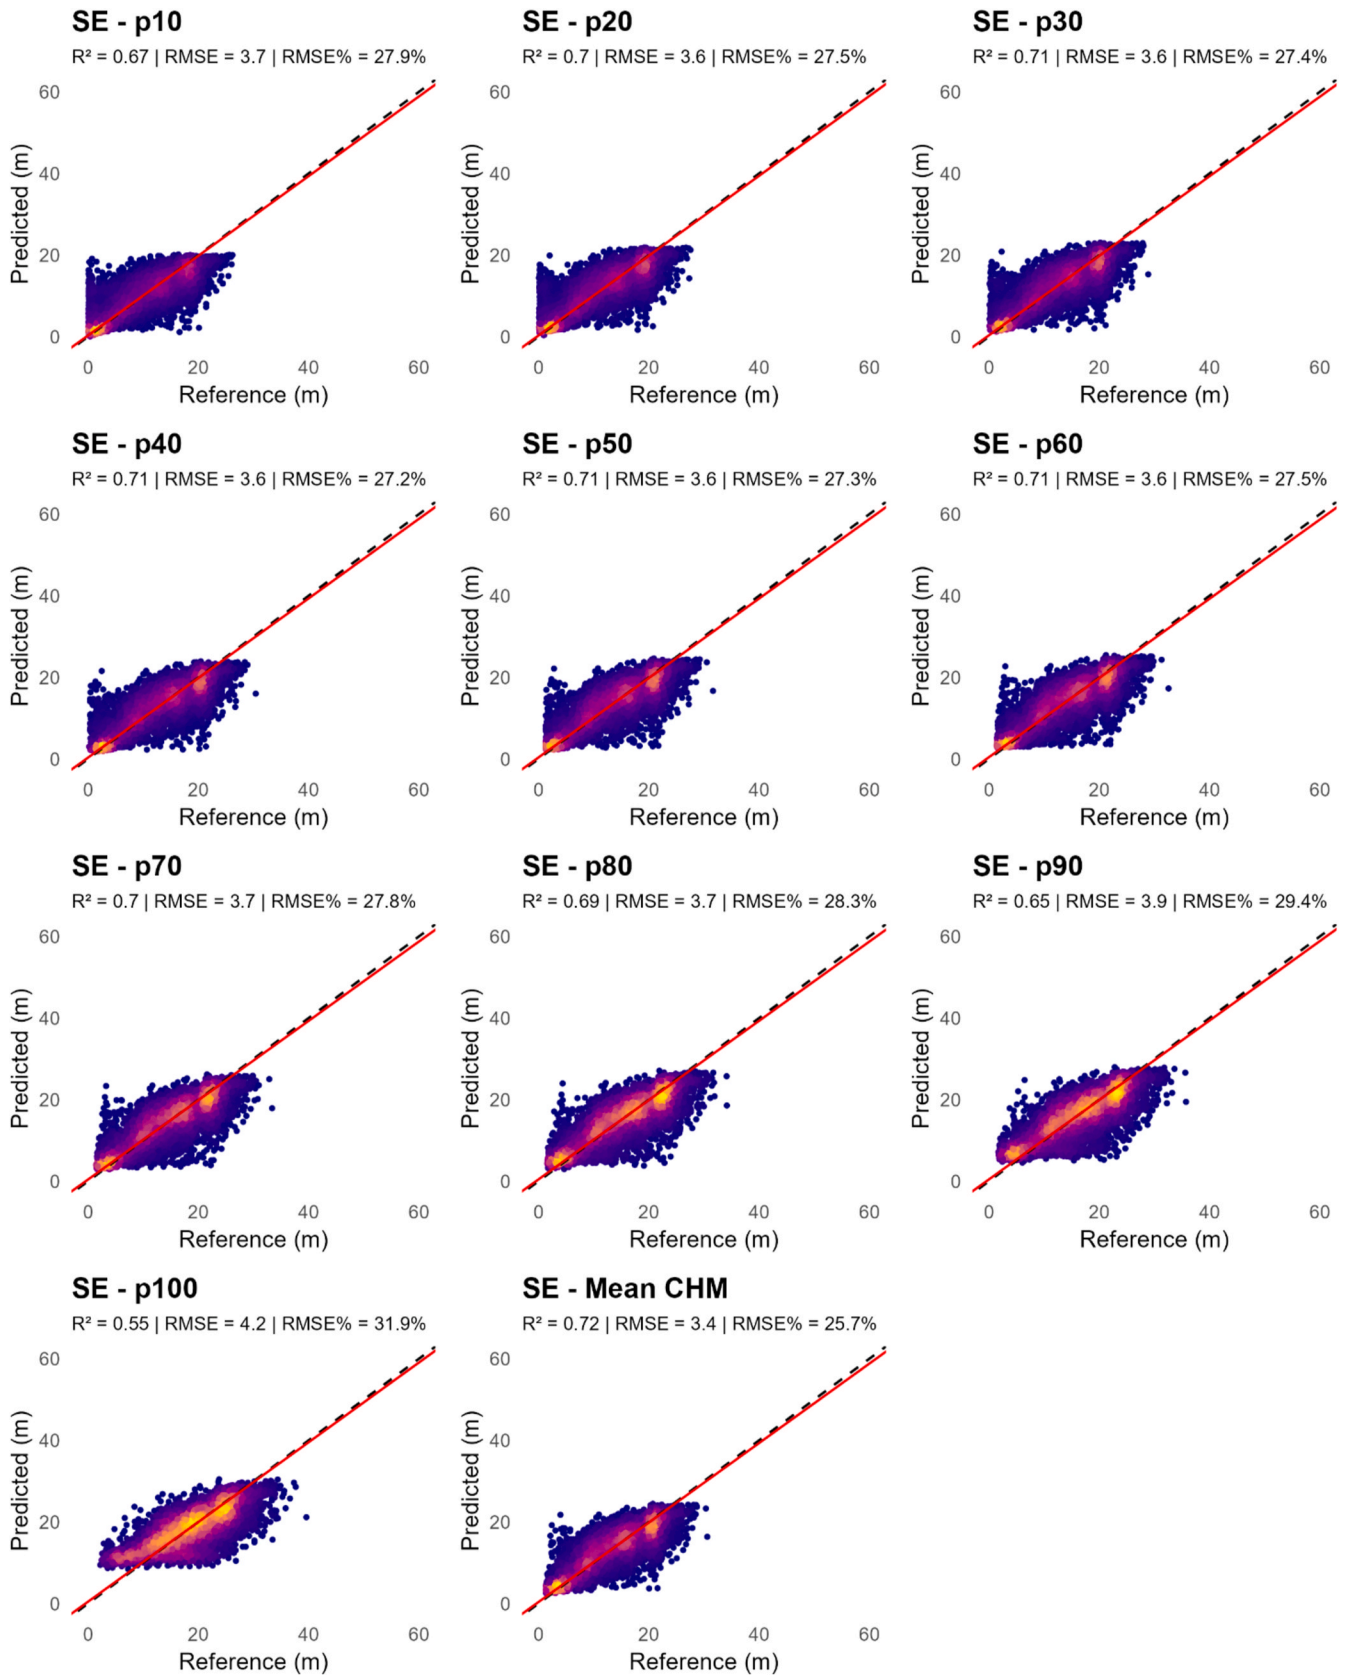 SE - p10
R² = 0.67 | RMSE = 3.7 | RMSE% = 27.9%
60
40
20
0
Predicted (m)
0 20 40 60
Reference (m)
SE - p20
R² = 0.7 | RMSE = 3.6 | RMSE% = 27.5%
60
40
20
0
Predicted (m)
0 20 40 60
Reference (m)
SE - p30
R² = 0.71 | RMSE = 3.6 | RMSE% = 27.4%
60
40
20
0
Predicted (m)
0 20 40 60
Reference (m)
SE - p40
R² = 0.71 | RMSE = 3.6 | RMSE% = 27.2%
60
40
20
0
Predicted (m)
0 20 40 60
Reference (m)
SE - p50
R² = 0.71 | RMSE = 3.6 | RMSE% = 27.3%
60
40
20
0
Predicted (m)
0 20 40 60
Reference (m)
SE - p60
R² = 0.71 | RMSE = 3.6 | RMSE% = 27.5%
60
40
20
0
Predicted (m)
0 20 40 60
Reference (m)
SE - p70
R² = 0.7 | RMSE = 3.7 | RMSE% = 27.8%
60
40
20
0
Predicted (m)
0 20 40 60
Reference (m)
SE - p80
R² = 0.69 | RMSE = 3.7 | RMSE% = 28.3%
60
40
20
0
Predicted (m)
0 20 40 60
Reference (m)
SE - p90
R² = 0.65 | RMSE = 3.9 | RMSE% = 29.4%
60
40
20
0
Predicted (m)
0 20 40 60
Reference (m)
SE - p100
R² = 0.55 | RMSE = 4.2 | RMSE% = 31.9%
60
40
20
0
Predicted (m)
0 20 40 60
Reference (m)
SE - Mean CHM
R² = 0.72 | RMSE = 3.4 | RMSE% = 25.7%
60
40
20
0
Predicted (m)
0 20 40 60
Reference (m)